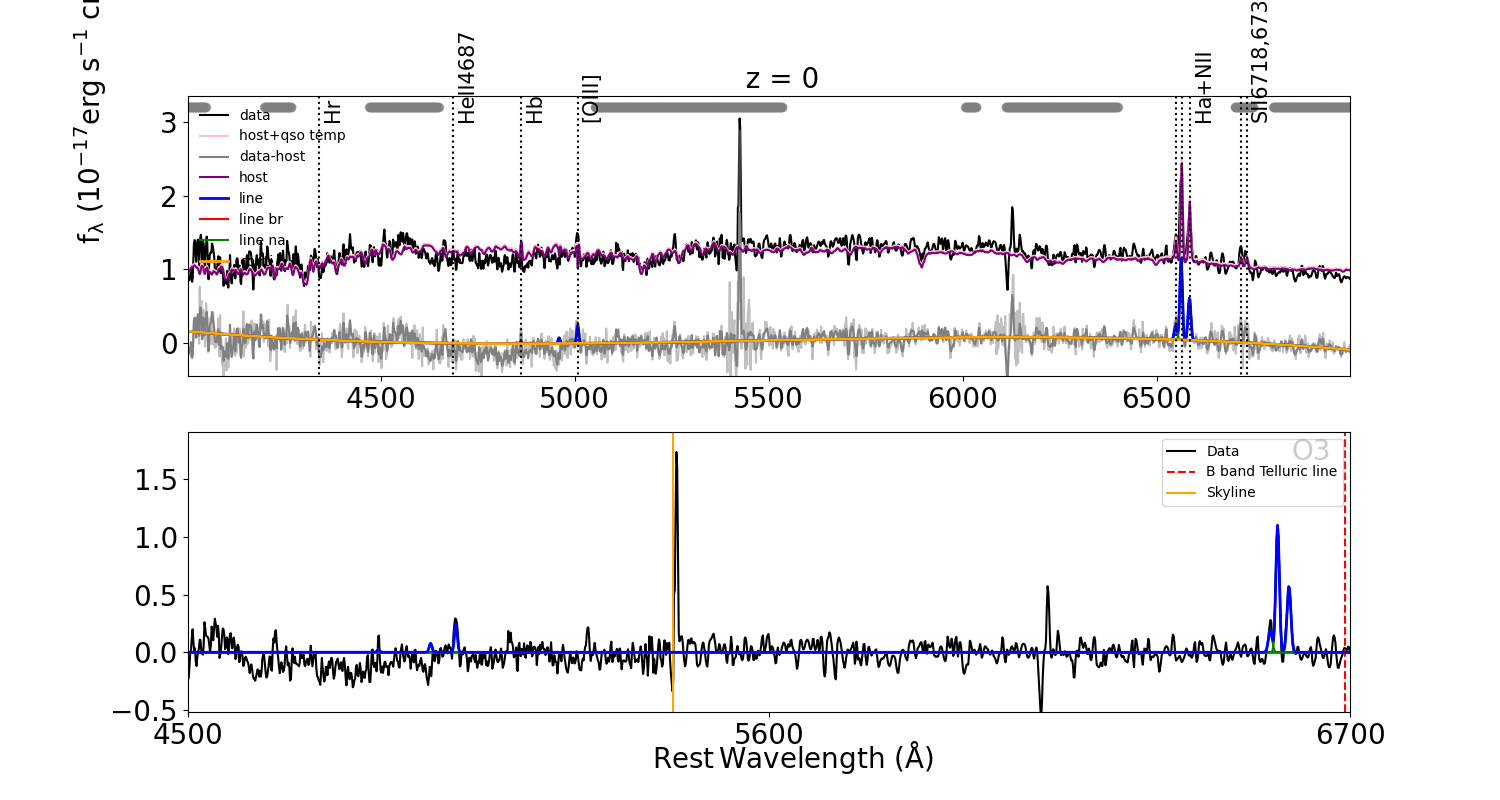 z = 0
f_λ (10⁻¹⁷erg s⁻¹
Hr
HeII4687
Hb
[OIII]
Ha+NII
SII6718,673
data
host+qso temp
data-host
host
line
line br
line na
3
2
1
0
4500 5000 5500 6000 6500
O3
Data
B band Telluric line
Skyline
1.5
1.0
0.5
0.0
−0.5
4500 5600 6700
Rest Wavelength (Å)